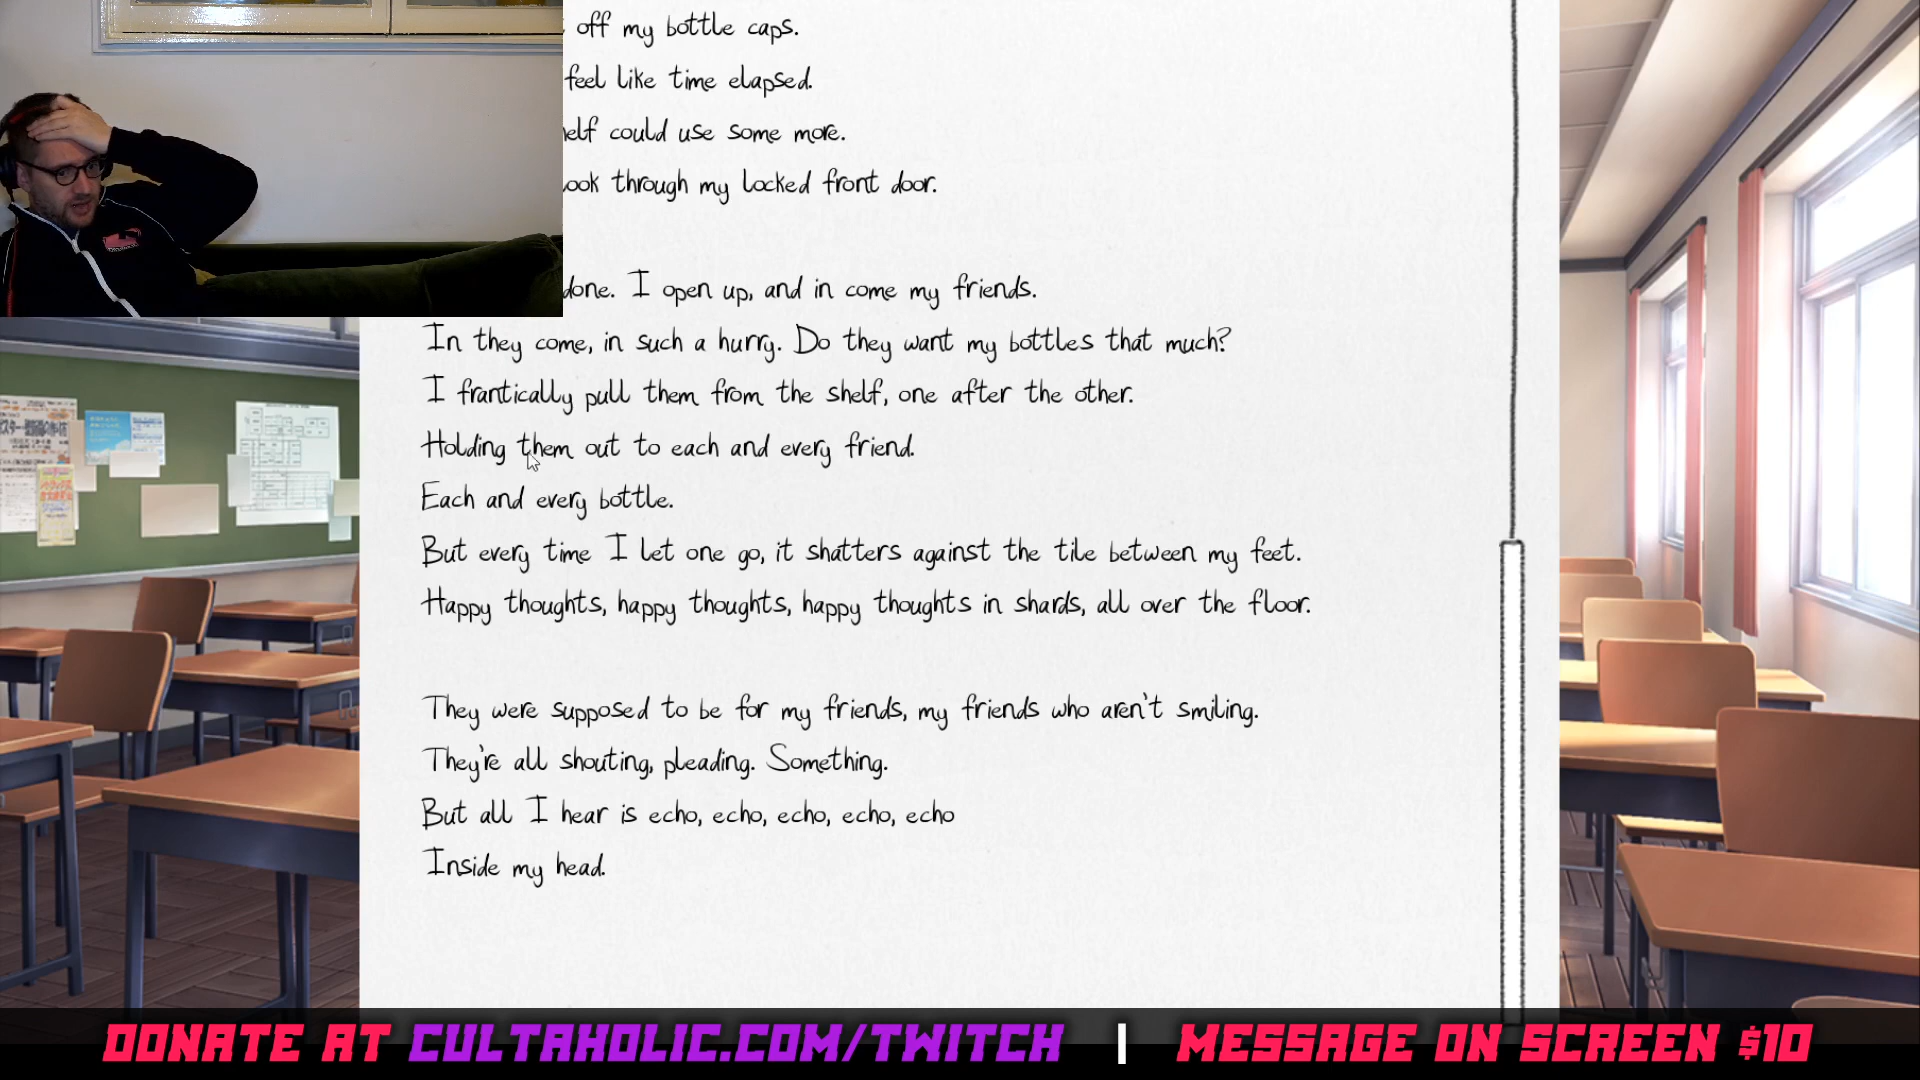 off my bottle caps.
feel like time elapsed.
could use some more.
through my locked front door.
done. I open up, and in come my friends.
In they come, in such a hurry. Do they want my bottles that much?
I frantically pull them from the shelf, one after the other.
Holding them out to each and every friend.
Each and every bottle.
But every time I let one go, it shatters against the tile between my feet.
Happy thoughts, happy thoughts, happy thoughts in shards, all over the floor.
They were supposed to be for my friends, my friends who aren't smiling.
They're all shouting, pleading. Something.
But all I hear is echo, echo, echo, echo, echo
Inside my head.
DONATE AT CULTAHOLIC.COM/TWITCH | MESSAGE ON SCREEN $10